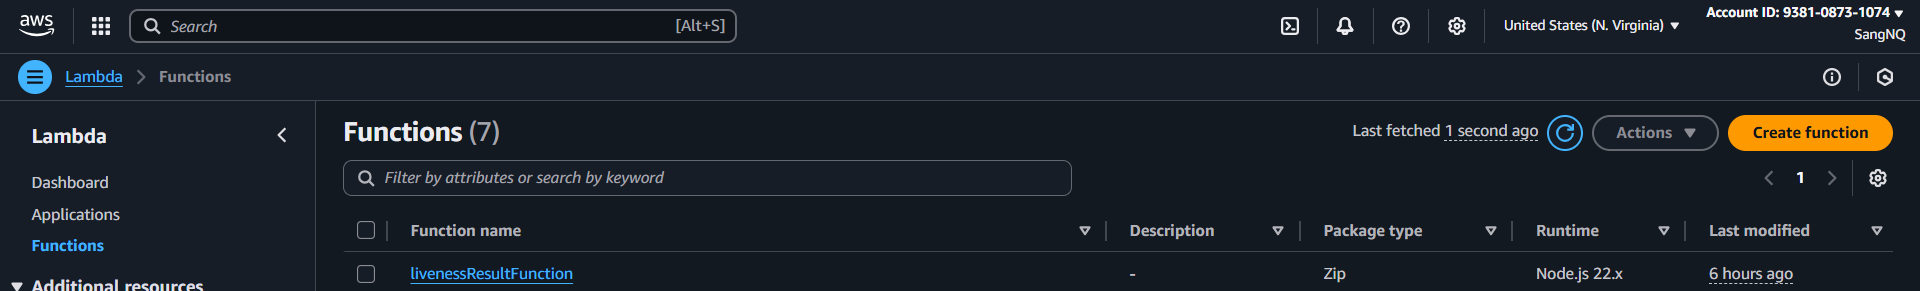 aws
Search [Alt+S]
United States (N. Virginia)
Account ID: 9381-0873-1074
SangNQ
Lambda Functions
Lambda
Dashboard
Applications
Functions
Additional resources
Functions (7)
Last fetched 1 second ago
Actions
Create function
Filter by attributes or search by keyword
1
Function name Description Package type Runtime Last modified
livenessResultFunction - Zip Node.js 22.x 6 hours ago